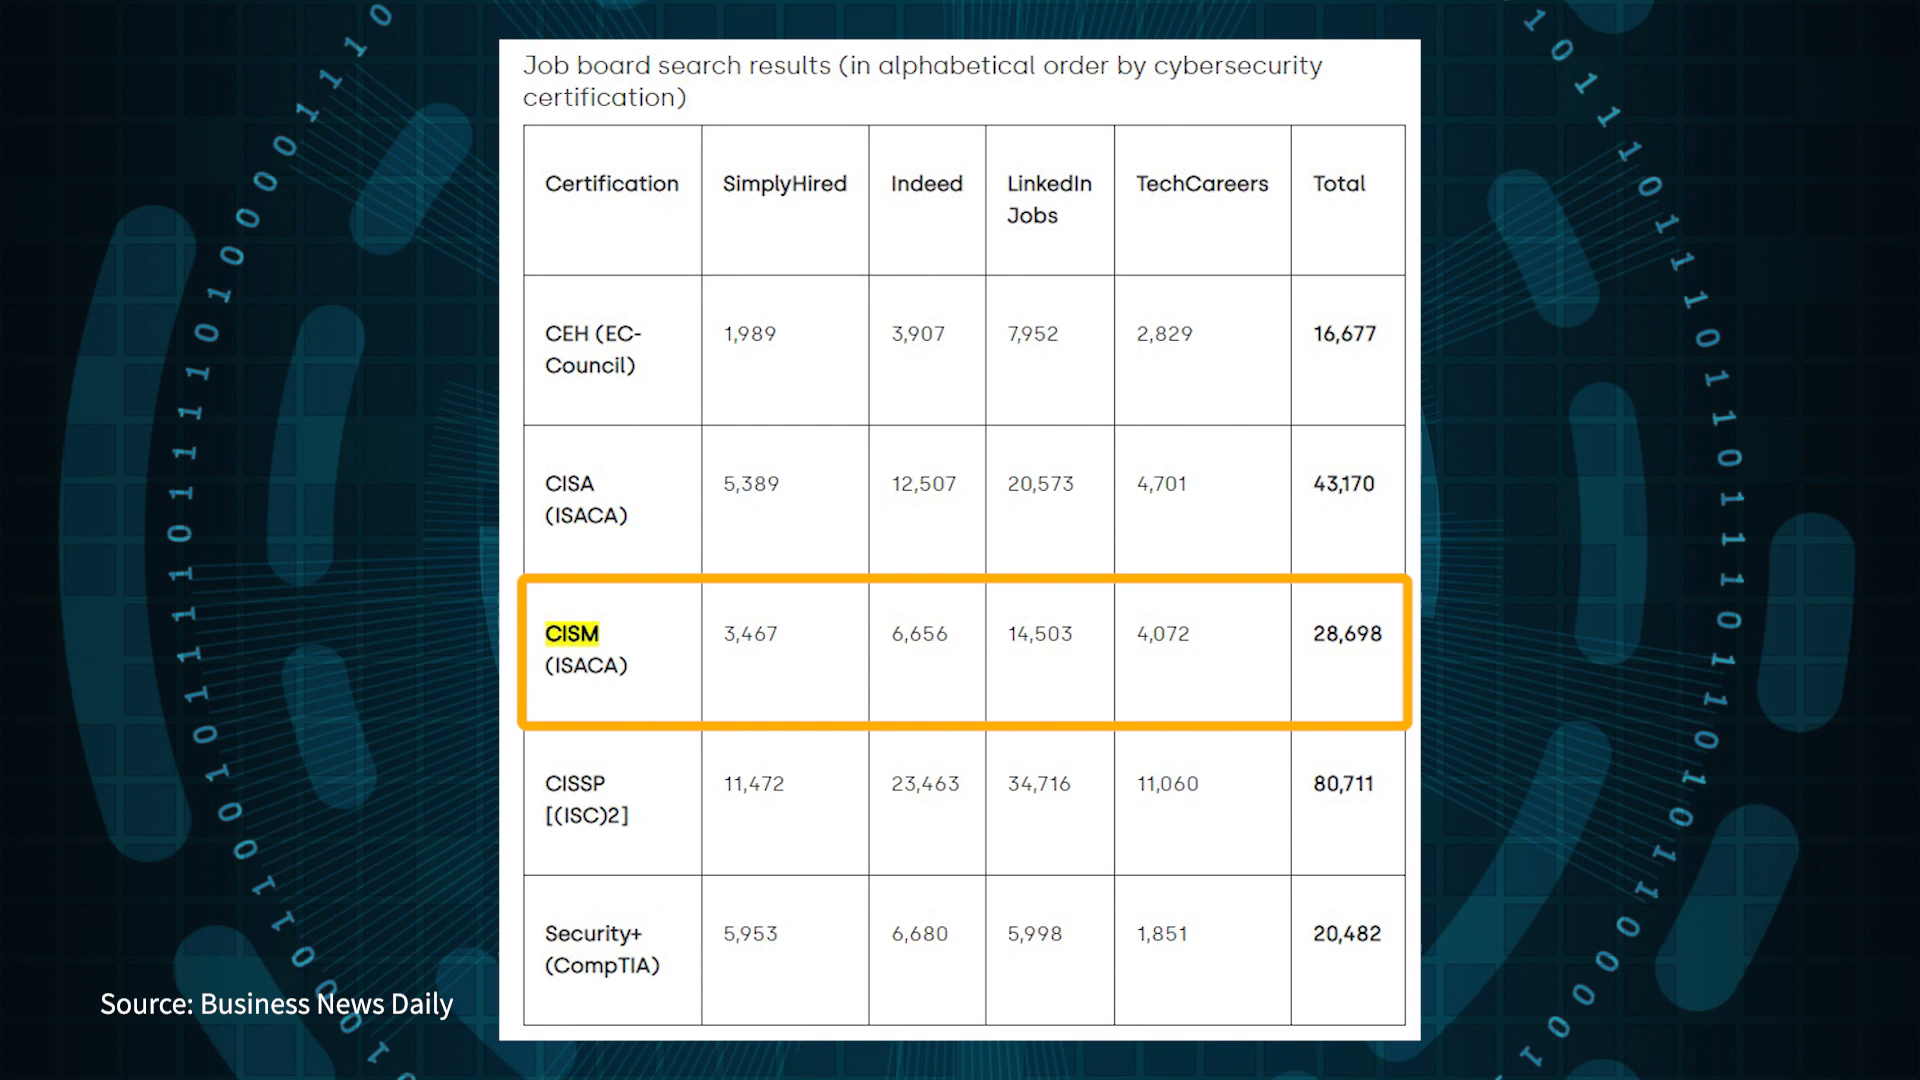 Job board search results (in alphabetical order by cybersecurity
certification)
Certification SimplyHired Indeed LinkedIn Jobs TechCareers Total
CEH (EC-Council) 1,989 3,907 7,952 2,829 16,677
CISA (ISACA) 5,389 12,507 20,573 4,701 43,170
CISM (ISACA) 3,467 6,656 14,503 4,072 28,698
CISSP [(ISC)2] 11,472 23,463 34,716 11,060 80,711
Security+ (CompTIA) 5,953 6,680 5,998 1,851 20,482
Source: Business News Daily